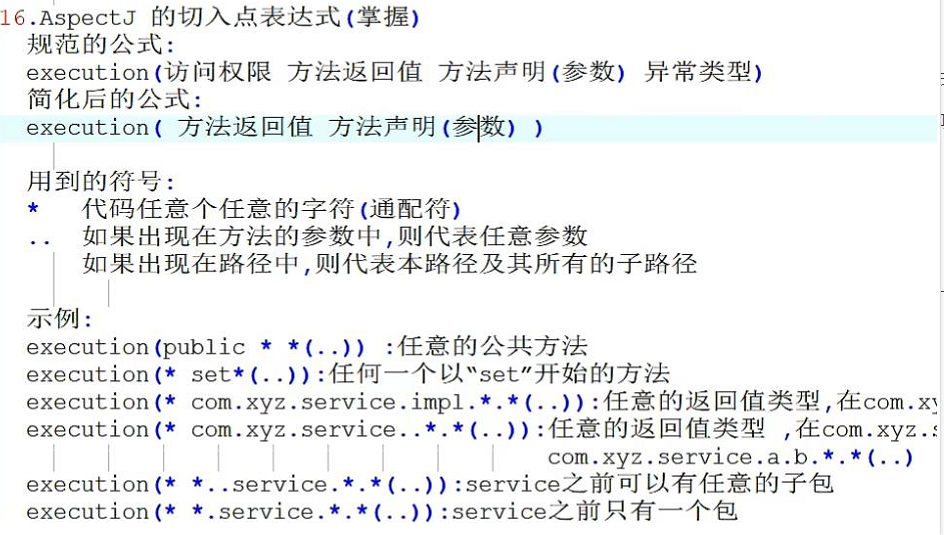 16.AspectJ 的切入点表达式(掌握)
规范的公式:
execution(访问权限 方法返回值 方法声明(参数) 异常类型)
简化后的公式:
execution( 方法返回值 方法声明(参数) )
用到的符号:
* 代码任意个任意的字符(通配符)
.. 如果出现在方法的参数中,则代表任意参数
如果出现在路径中,则代表本路径及其所有的子路径
示例:
execution(public * *(..)) :任意的公共方法
execution(* set*(..)):任何一个以“set”开始的方法
execution(* com.xyz.service.impl.*.*(..)):任意的返回值类型,在com.xy
execution(* com.xyz.service..*.*(..)):任意的返回值类型 ,在com.xyz.s
com.xyz.service.a.b.*.*(..)
execution(* *..service.*.*(..)):service之前可以有任意的子包
execution(* *.service.*.*(..)):service之前只有一个包